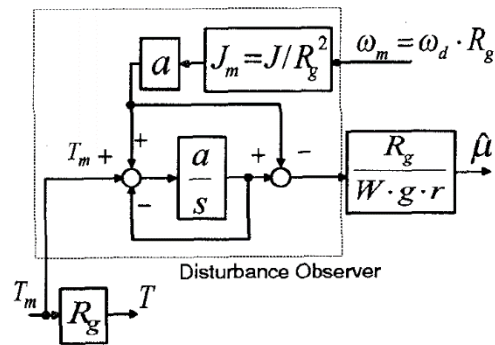 a
J_m = J/R_g^2
ω_m = ω_d · R_g
T_m +
+
a/s
+
−
−
R_g / W · g · r
μ̂
Disturbance Observer
T_m
R_g
T